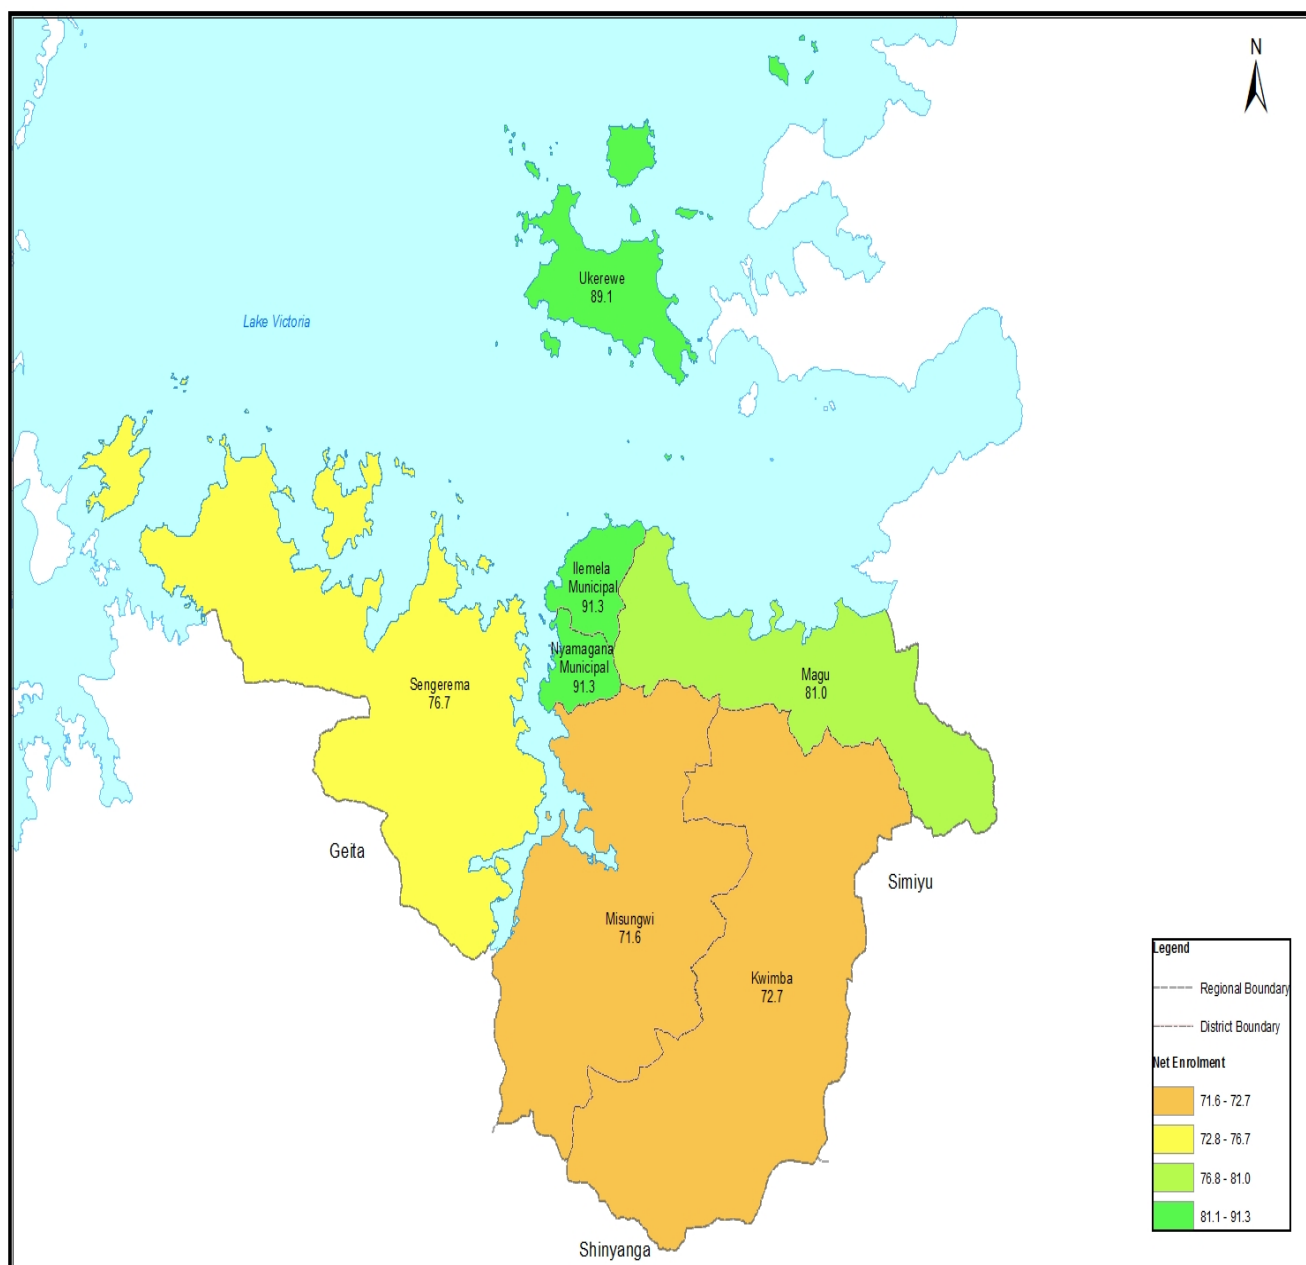 N
Ukerewe
89.1
Lake Victoria
Ilemela
Municipal
91.3
Nyamagana
Municipal
91.3
Magu
81.0
Sengerema
76.7
Geita
Simiyu
Misungwi
71.6
Kwimba
72.7
Shinyanga
Legend
Regional Boundary
District Boundary
Net Enrolment
71.6 - 72.7
72.8 - 76.7
76.8 - 81.0
81.1 - 91.3